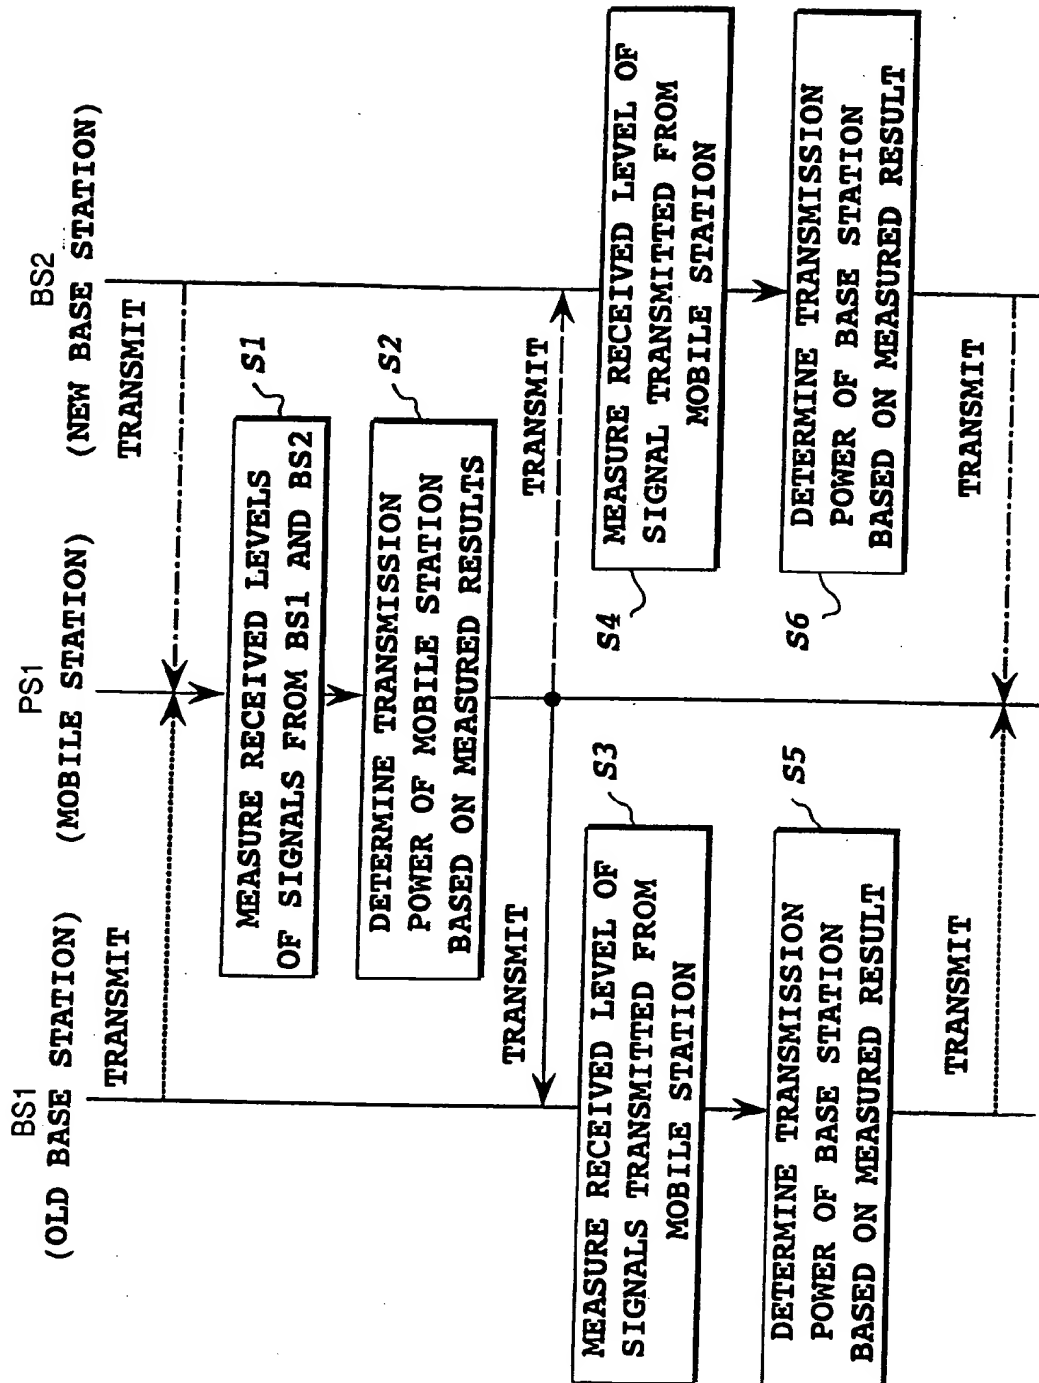 BS1
(OLD BASE STATION)
PS1
(MOBILE STATION)
BS2
(NEW BASE STATION)
TRANSMIT
TRANSMIT
MEASURE RECEIVED LEVELS
OF SIGNALS FROM BS1 AND BS2
S1
DETERMINE TRANSMISSION
POWER OF MOBILE STATION
BASED ON MEASURED RESULTS
S2
TRANSMIT
TRANSMIT
MEASURE RECEIVED LEVEL OF
SIGNALS TRANSMITTED FROM
MOBILE STATION
S3
S4
MEASURE RECEIVED LEVEL OF
SIGNAL TRANSMITTED FROM
MOBILE STATION
DETERMINE TRANSMISSION
POWER OF BASE STATION
BASED ON MEASURED RESULT
S5
S6
DETERMINE TRANSMISSION
POWER OF BASE STATION
BASED ON MEASURED RESULT
TRANSMIT
TRANSMIT